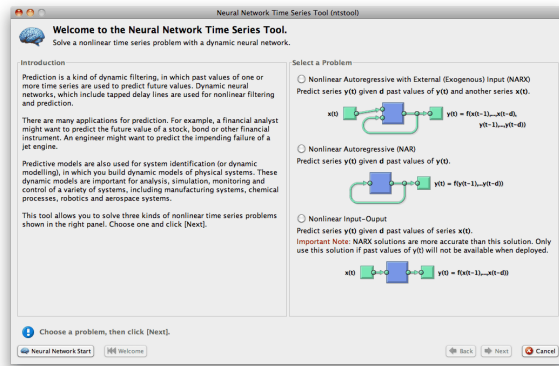 Neural Network Time Series Tool (ntstool)
Welcome to the Neural Network Time Series Tool.
Solve a nonlinear time series problem with a dynamic neural network.
Introduction
Prediction is a kind of dynamic filtering, in which past values of one or
more time series are used to predict future values. Dynamic neural
networks, which include tapped delay lines are used for nonlinear filtering
and prediction.
There are many applications for prediction. For example, a financial analyst
might want to predict the future value of a stock, bond or other financial
instrument. An engineer might want to predict the impending failure of a
jet engine.
Predictive models are also used for system identification (or dynamic
modelling), in which you build dynamic models of physical systems. These
dynamic models are important for analysis, simulation, monitoring and
control of a variety of systems, including manufacturing systems, chemical
processes, robotics and aerospace systems.
This tool allows you to solve three kinds of nonlinear time series problems
shown in the right panel. Choose one and click [Next].
Select a Problem
Nonlinear Autoregressive with External (Exogenous) Input (NARX)
Predict series y(t) given d past values of y(t) and another series x(t).
x(t) y(t) = f(x(t-1),...,x(t-d),
y(t-1),...,y(t-d))
Nonlinear Autoregressive (NAR)
Predict series y(t) given d past values of y(t).
y(t) = f(y(t-1),...y(t-d))
Nonlinear Input-Ouput
Predict series y(t) given d past values of series x(t).
Important Note: NARX solutions are more accurate than this solution. Only
use this solution if past values of y(t) will not be available when deployed.
x(t) y(t) = f(x(t-1),...,x(t-d))
Choose a problem, then click [Next].
Neural Network Start Welcome Back Next Cancel